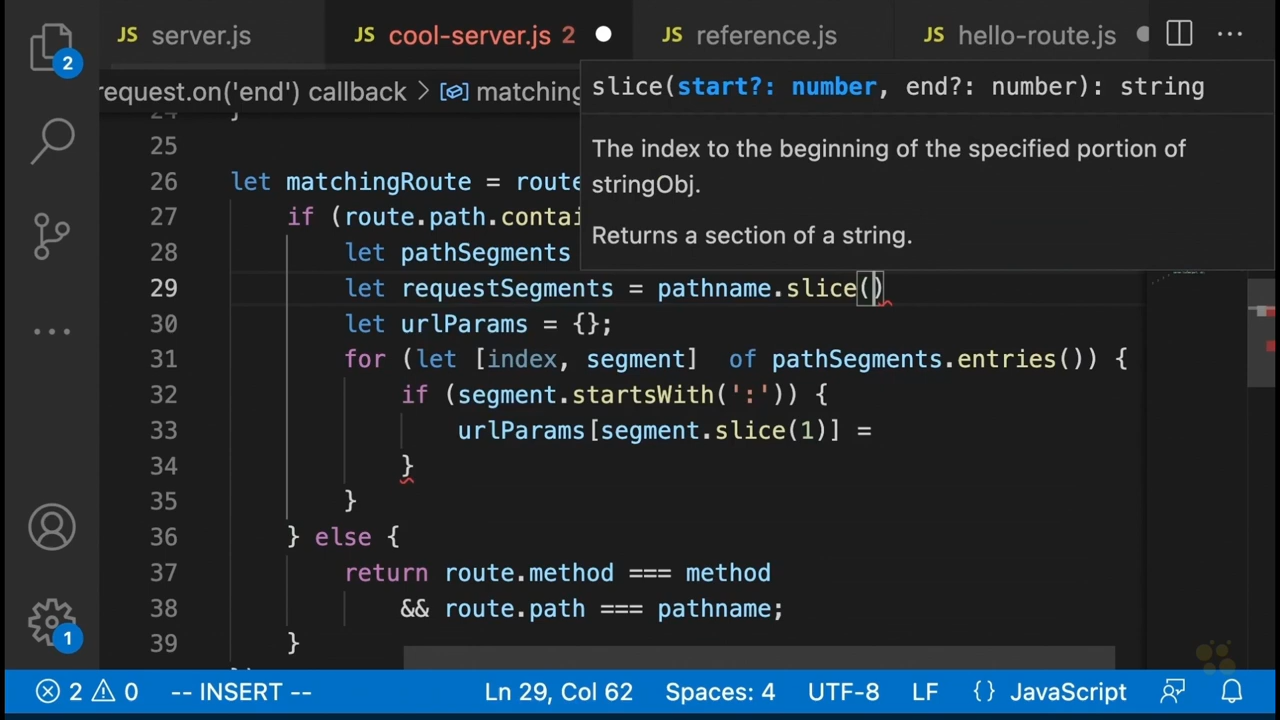 JS server.js
JS cool-server.js 2
JS reference.js
JS hello-route.js
2
request.on('end') callback > matching
slice(start?: number, end?: number): string
The index to the beginning of the specified portion of
stringObj.
Returns a section of a string.
24 }
25
26 let matchingRoute = route
27 if (route.path.contai
28 let pathSegments
29 let requestSegments = pathname.slice()
30 let urlParams = {};
31 for (let [index, segment]  of pathSegments.entries()) {
32 if (segment.startsWith(':')) {
33 urlParams[segment.slice(1)] =
34 }
35 }
36 } else {
37 return route.method === method
38 && route.path === pathname;
39 }
1
2 0 -- INSERT -- Ln 29, Col 62 Spaces: 4 UTF-8 LF {} JavaScript